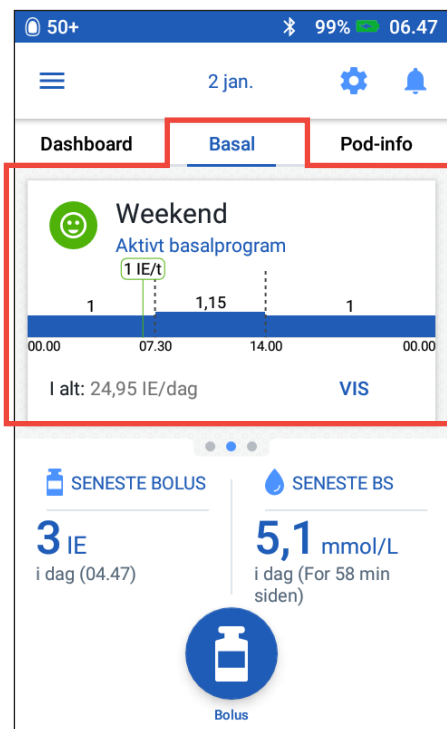 50+ 99% 06.47
2 jan.
Dashboard Basal Pod-info
Weekend
Aktivt basalprogram
1 IE/t
1 1,15 1
00.00 07.30 14.00 00.00
I alt: 24,95 IE/dag VIS
SENESTE BOLUS SENESTE BS
3 IE 5,1 mmol/L
i dag (04.47) i dag (For 58 min
siden)
Bolus